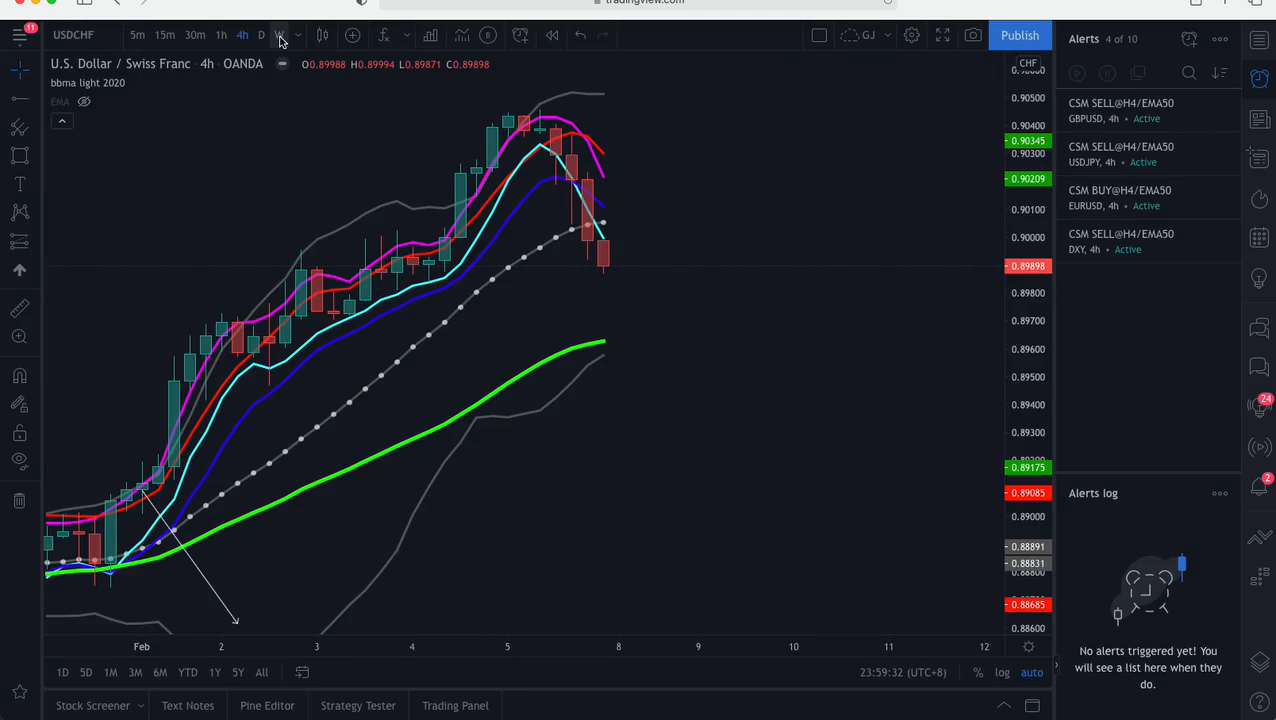 tradingview.com
11
USDCHF 5m 15m 30m 1h 4h D W GJ Publish
U.S. Dollar / Swiss Franc · 4h · OANDA O0.89988 H0.89994 L0.89871 C0.89898
bbma light 2020
EMA
CHF
0.90500
0.90400
0.90345
0.90300
0.90209
0.90100
0.90000
0.89898
0.89800
0.89700
0.89600
0.89500
0.89400
0.89300
0.89175
0.89085
0.89000
0.88891
0.88831
0.88800
0.88685
0.88600
Feb 2 3 4 5 8 9 10 11 12
1D 5D 1M 3M 6M YTD 1Y 5Y All 23:59:32 (UTC+8) % log auto
Stock Screener Text Notes Pine Editor Strategy Tester Trading Panel
Alerts 4 of 10
CSM SELL@H4/EMA50
GBPUSD, 4h • Active
CSM SELL@H4/EMA50
USDJPY, 4h • Active
CSM BUY@H4/EMA50
EURUSD, 4h • Active
CSM SELL@H4/EMA50
DXY, 4h • Active
Alerts log
No alerts triggered yet! You
will see a list here when they
do.
24
2